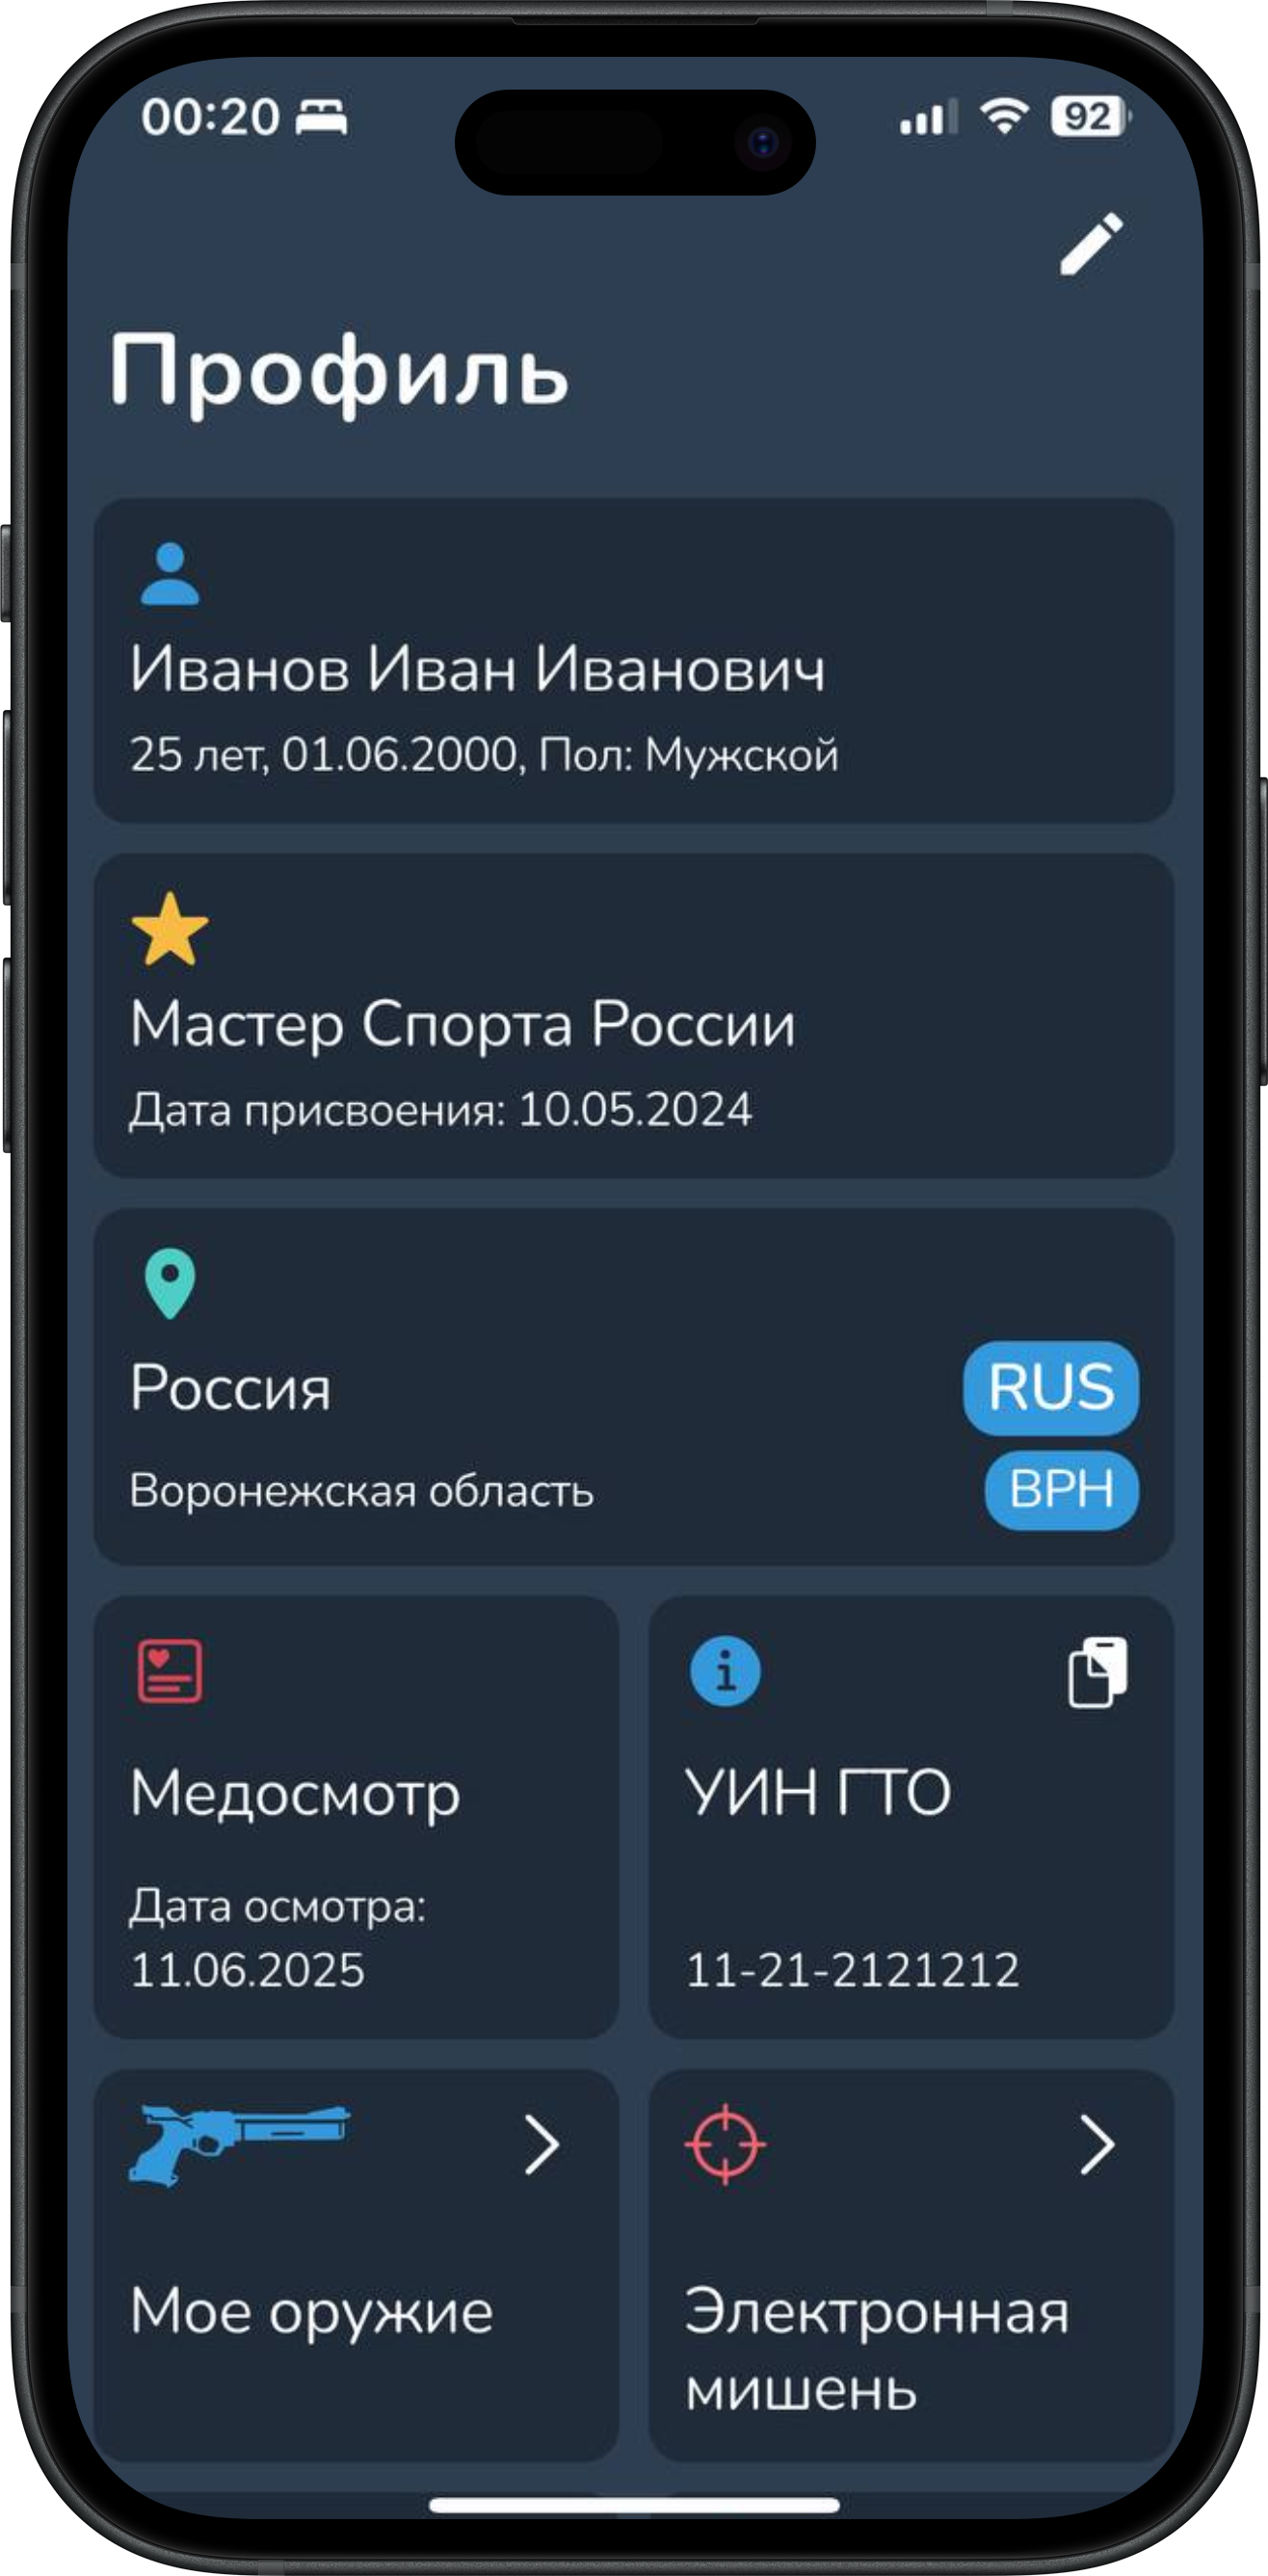 00:20
92
Профиль
Иванов Иван Иванович
25 лет, 01.06.2000, Пол: Мужской
Мастер Спорта России
Дата присвоения: 10.05.2024
Россия
RUS
Воронежская область
ВРН
Медосмотр
Дата осмотра:
11.06.2025
УИН ГТО
11-21-2121212
Мое оружие
Электронная
мишень